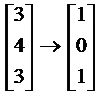 [3] → [1]
[4] [0]
[3] [1]